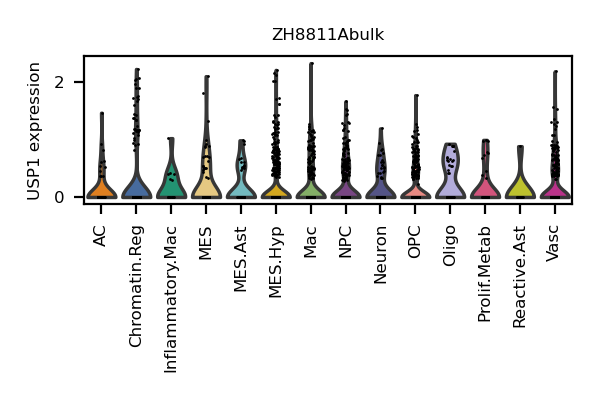 ZH8811Abulk
USP1 expression
2
0
AC
Chromatin.Reg
Inflammatory.Mac
MES
MES.Ast
MES.Hyp
Mac
NPC
Neuron
OPC
Oligo
Prolif.Metab
Reactive.Ast
Vasc